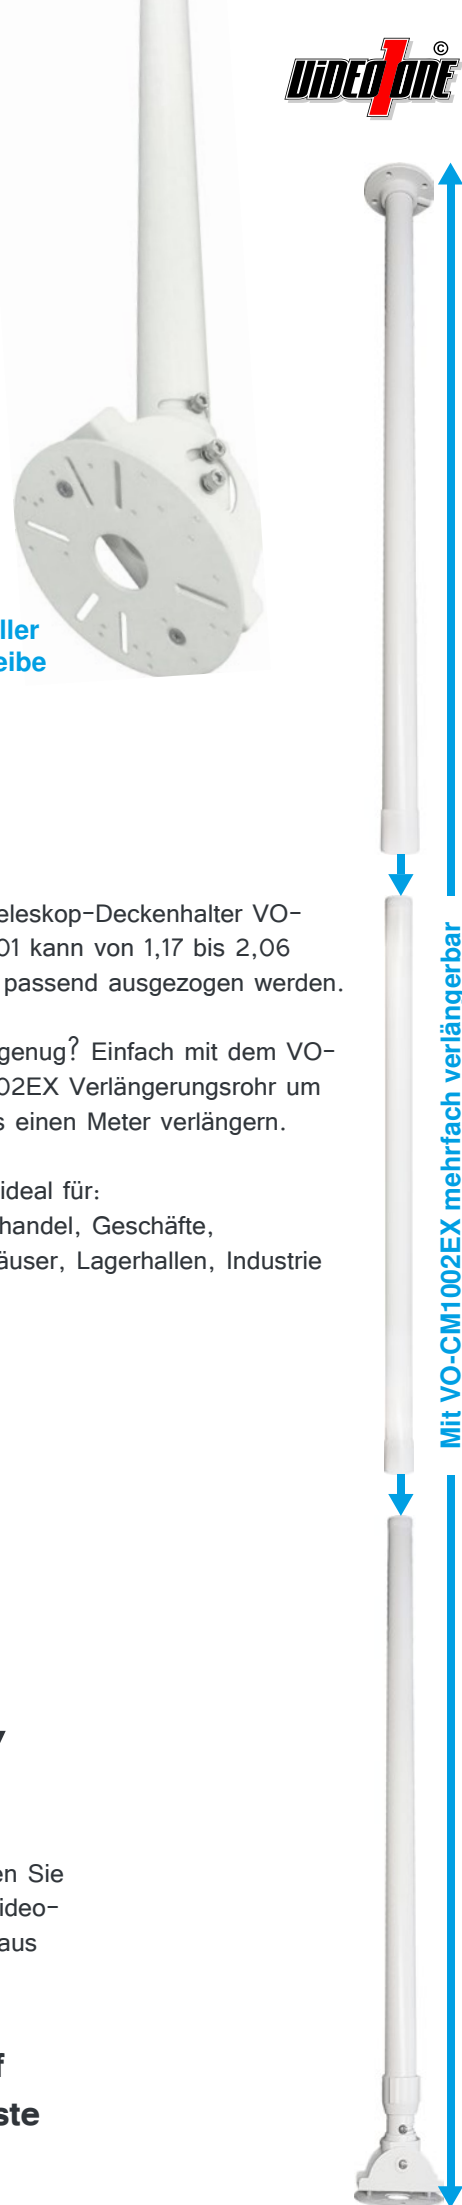 ViDEO 1 ONE ©
ller
eibe
eleskop-Deckenhalter VO-
01 kann von 1,17 bis 2,06
passend ausgezogen werden.
genug? Einfach mit dem VO-
02EX Verlängerungsrohr um
s einen Meter verlängern.
ideal für:
handel, Geschäfte,
äuser, Lagerhallen, Industrie
Mit VO-CM1002EX mehrfach verlängerbar
en Sie
ideo-
aus
f
ste